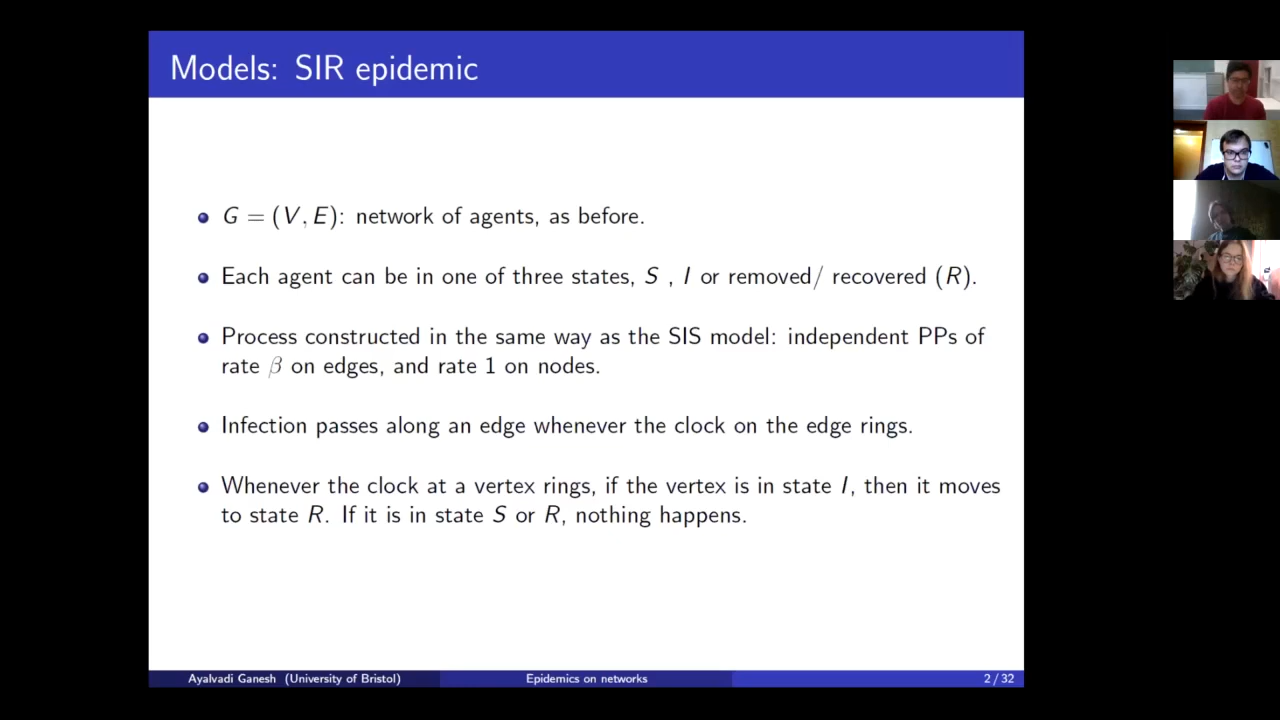 Models: SIR epidemic
G = (V, E): network of agents, as before.
Each agent can be in one of three states, S , I or removed/ recovered (R).
Process constructed in the same way as the SIS model: independent PPs of
rate β on edges, and rate 1 on nodes.
Infection passes along an edge whenever the clock on the edge rings.
Whenever the clock at a vertex rings, if the vertex is in state I, then it moves
to state R. If it is in state S or R, nothing happens.
Ayalvadi Ganesh (University of Bristol) Epidemics on networks 2 / 32